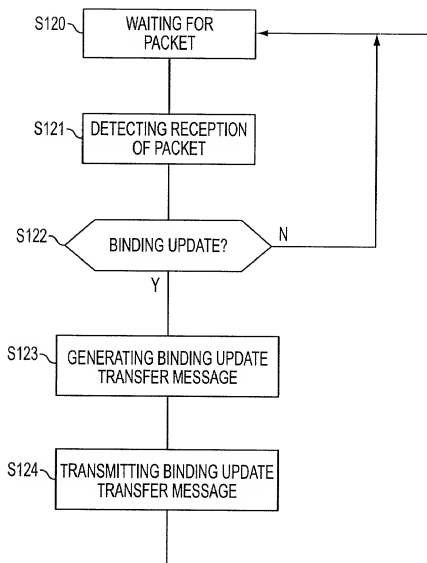 S120
WAITING FOR
PACKET
S121
DETECTING RECEPTION
OF PACKET
S122
BINDING UPDATE?
N
Y
S123
GENERATING BINDING UPDATE
TRANSFER MESSAGE
S124
TRANSMITTING BINDING UPDATE
TRANSFER MESSAGE